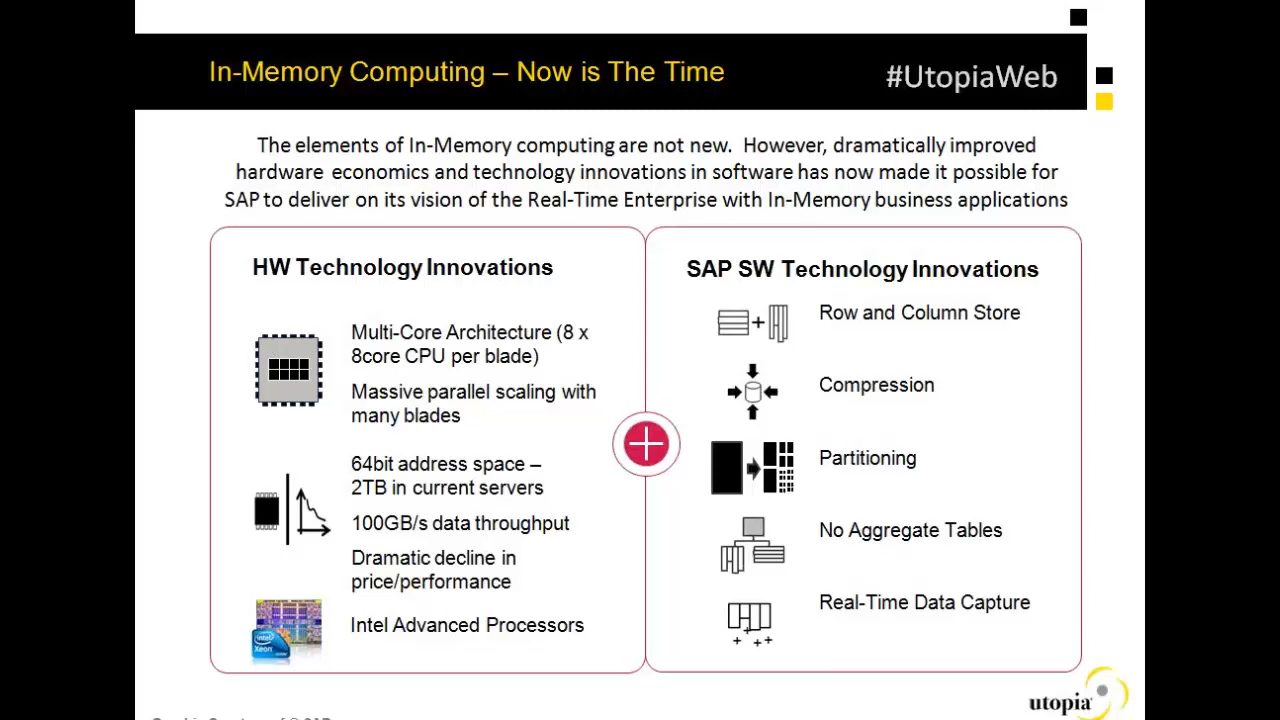 In-Memory Computing – Now is The Time
#UtopiaWeb
The elements of In-Memory computing are not new. However, dramatically improved
hardware economics and technology innovations in software has now made it possible for
SAP to deliver on its vision of the Real-Time Enterprise with In-Memory business applications
HW Technology Innovations
Multi-Core Architecture (8 x
8core CPU per blade)
Massive parallel scaling with
many blades
64bit address space –
2TB in current servers
100GB/s data throughput
Dramatic decline in
price/performance
intel
Xeon
Intel Advanced Processors
SAP SW Technology Innovations
Row and Column Store
Compression
Partitioning
No Aggregate Tables
Real-Time Data Capture
utopia